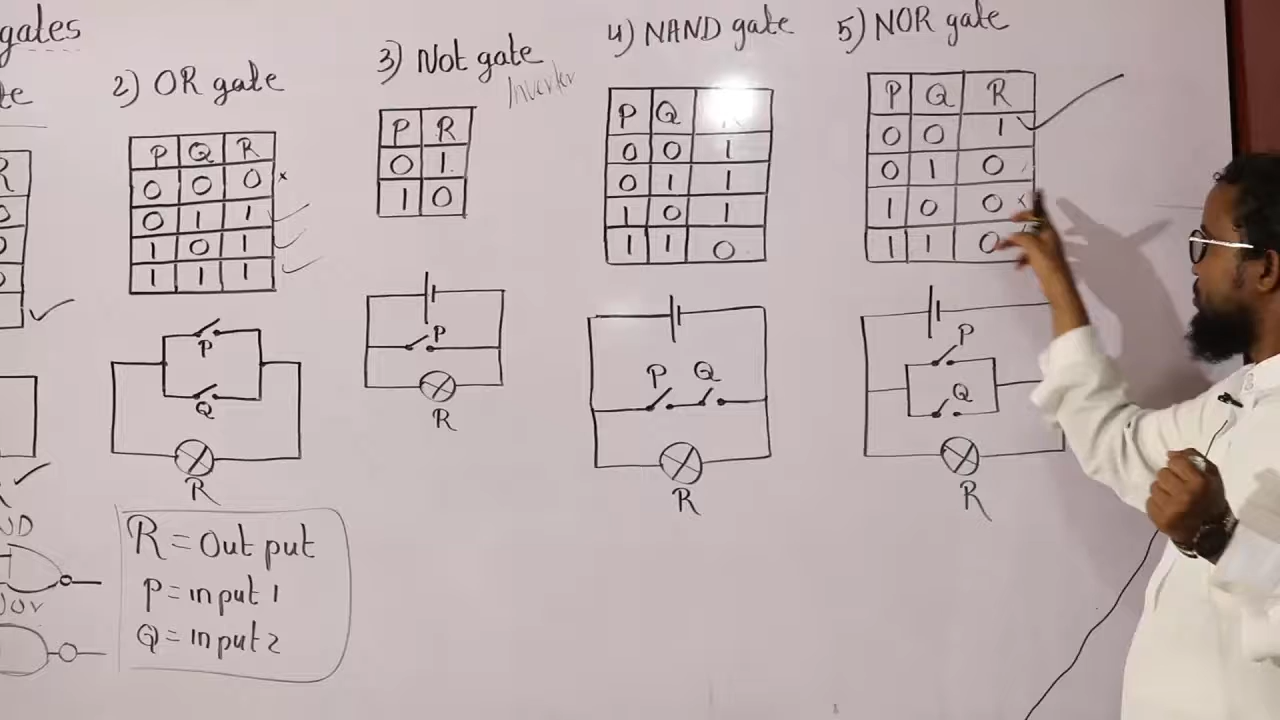 gates
2) OR gate
P Q R
0 0 0 x
0 1 1
1 0 1
1 1 1
P
Q
R
R = Out put
P = input 1
Q = input 2
3) Not gate
Inverter
P R
0 1
1 0
P
R
4) NAND gate
P Q
0 0 1
0 1 1
1 0 1
1 1 0
P Q
R
5) NOR gate
P Q R
0 0 1
0 1 0
1 0 0 x
1 1 0
P
Q
R